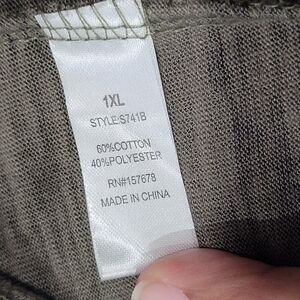 1XL
STYLE:S741B
60%COTTON
40%POLYESTER
RN#157678
MADE IN CHINA